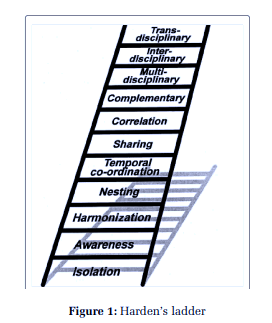 Trans-
disciplinary
Inter-
disciplinary
Multi-
disciplinary
Complementary
Correlation
Sharing
Temporal
co-ordination
Nesting
Harmonization
Awareness
Isolation
Figure 1: Harden's ladder